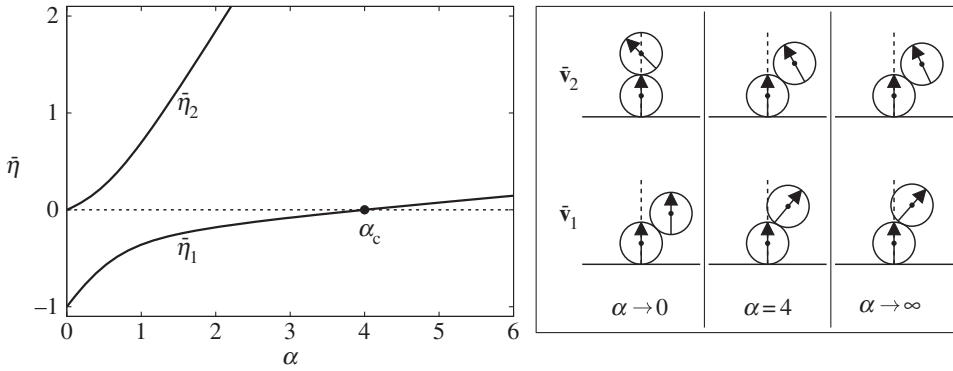 2
η̄₂
1
η̄
0
α_c
η̄₁
−1
0 1 2 3 4 5 6
α
v̄₂
v̄₁
α → 0
α = 4
α → ∞